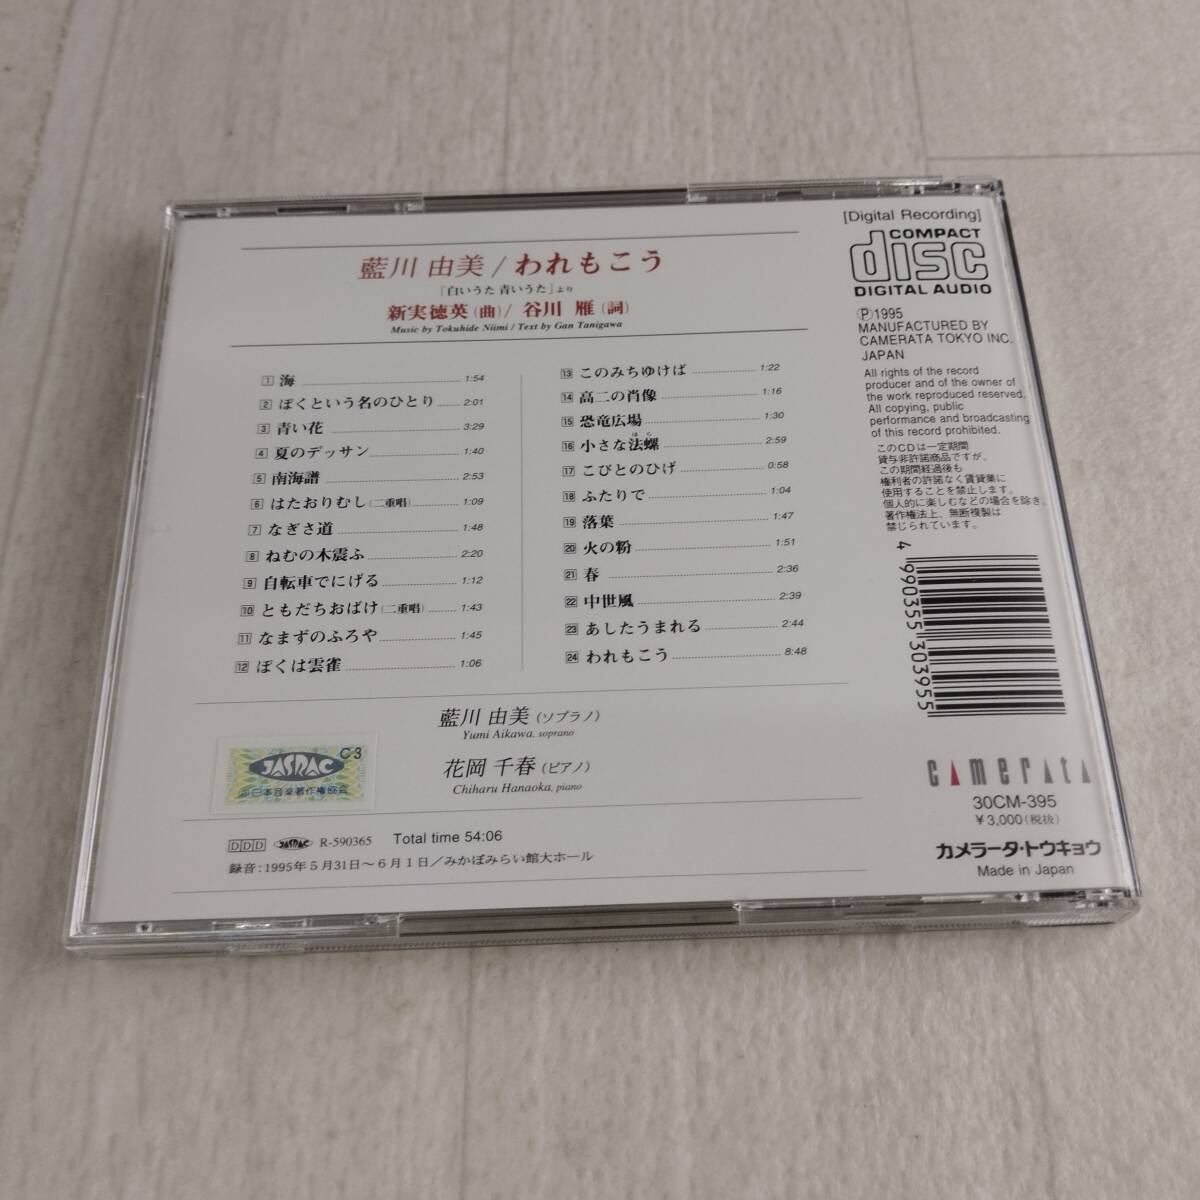 藍川 由美/われもこう
「白いうた 青いうた」より
新実徳英(曲)/ 谷川 雁(詞)
Music by Tokuhide Niimi / Text by Gan Tanigawa
1 海 1:54
2 ぼくという名のひとり 2:01
3 青い花 3:29
4 夏のデッサン 1:40
5 南海譜 2:53
6 はたおりむし(二重唱) 1:09
7 なぎさ道 1:48
8 ねむの木震ふ 2:20
9 自転車でにげる 1:12
10 ともだちおばけ(二重唱) 1:43
11 なまずのふろや 1:45
12 ぼくは雲雀 1:06
13 このみちゆけば 1:22
14 高二の肖像 1:16
15 恐竜広場 1:30
16 小さな法螺 2:59
ほら
17 こびとのひげ 0:58
18 ふたりで 1:04
19 落葉 1:47
20 火の粉 1:51
21 春 2:36
22 中世風 2:39
23 あしたうまれる 2:44
24 われもこう 8:48
藍川 由美(ソプラノ)
Yumi Aikawa, soprano
花岡 千春(ピアノ)
Chiharu Hanaoka, piano
C3
JASRAC
日本音楽著作権協会
DDD JASRAC R-590365 Total time 54:06
録音:1995年5月31日~6月1日/みかぼみらい館大ホール
[Digital Recording]
COMPACT
disc
DIGITAL AUDIO
Ⓟ1995
MANUFACTURED BY
CAMERATA TOKYO INC.
JAPAN
All rights of the record
producer and of the owner of
the work reproduced reserved.
All copying, public
performance and broadcasting
of this record prohibited.
このCDは一定期間
貸与非許諾商品ですが、
この期間経過後も
権利者の許諾なく賃貸業に
使用することを禁止します。
個人的に楽しむなどの場合を除き、
著作権法上、無断複製は
禁じられています。
4 990355 303955
camerata
30CM-395
¥3,000(税抜)
カメラータ・トウキョウ
Made in Japan